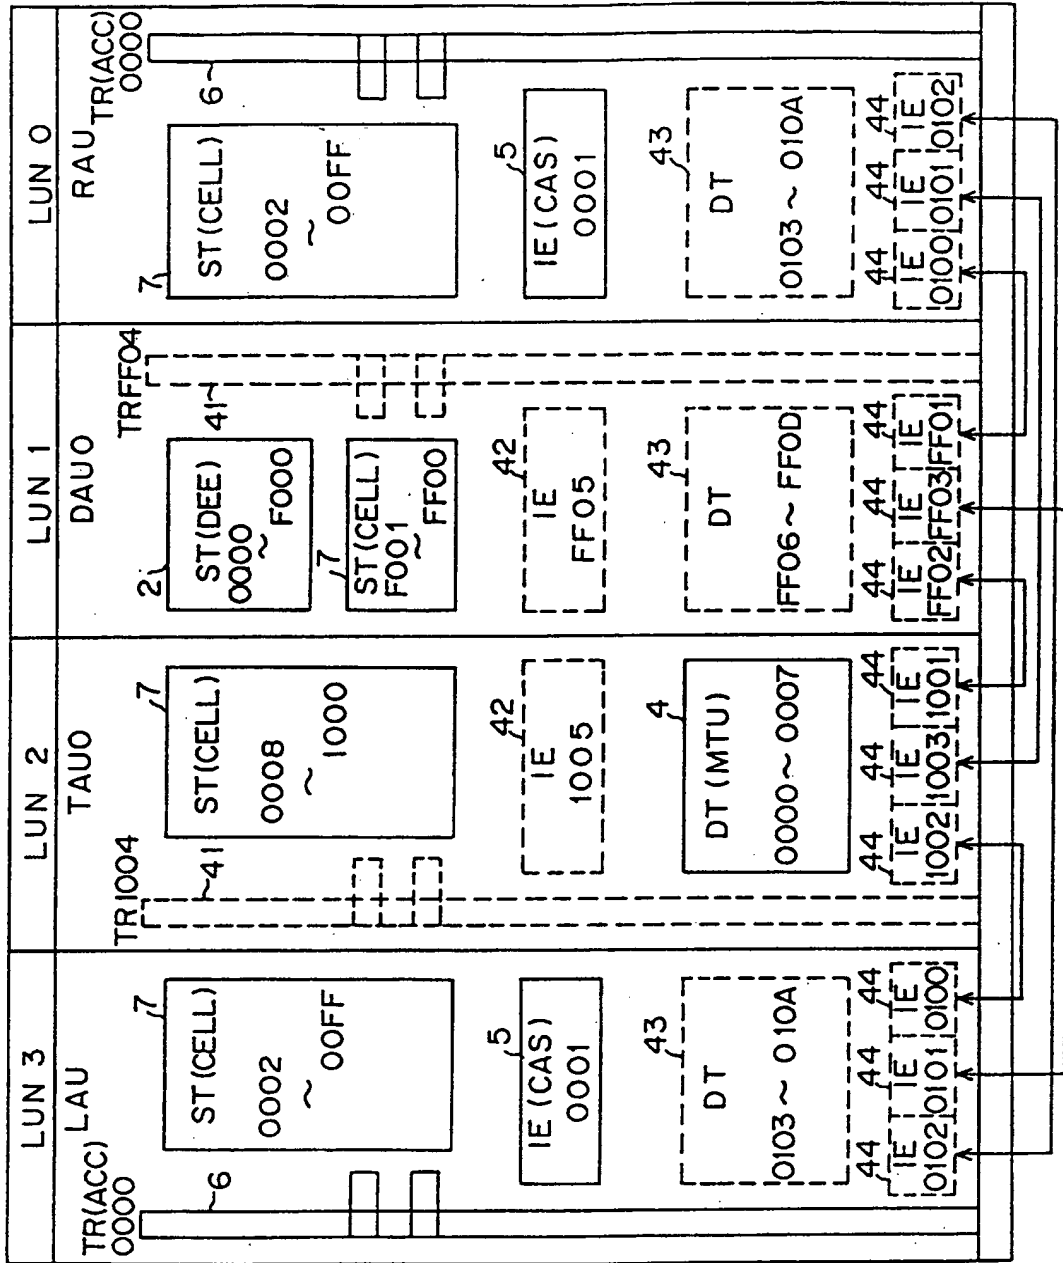 LUN 3
LAU
TR(ACC)
0000
6
7
ST(CELL)
0002
~
00FF
5
IE(CAS)
0001
43
DT
0103~010A
44 44 44
IE IE IE
0102 0101 0100
LUN 2
TAU0
TR1004
41
7
ST(CELL)
0008
~
1000
42
IE
1005
4
DT(MTU)
0000~0007
44 44 44
IE IE IE
1002 1003 1001
LUN 1
DAU0
TRFF04
41
2
ST(DEE)
0000
~
F000
7
ST(CELL)
F001
~
FF00
42
IE
FF05
43
DT
FF06~FF0D
44 44 44
IE IE IE
FF02 FF03 FF01
LUN 0
RAU
TR(ACC)
0000
6
7
ST(CELL)
0002
~
00FF
5
IE(CAS)
0001
43
DT
0103~010A
44 44 44
IE IE IE
0100 0101 0102